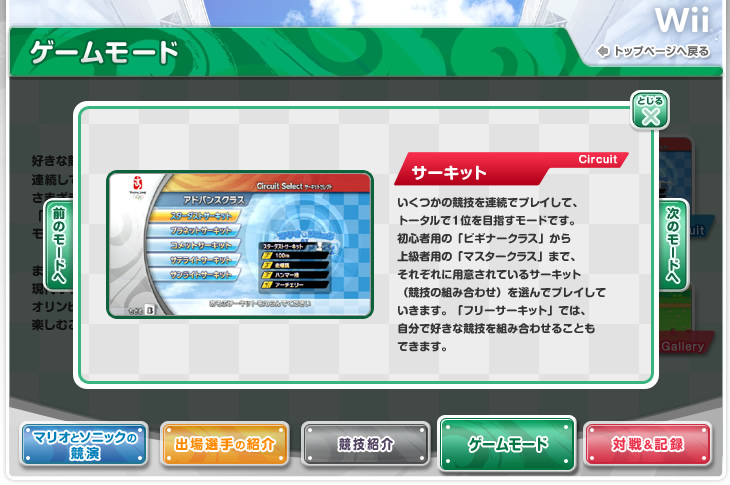 Wii
ゲームモード
トップページへ戻る
とじる
サーキット
Circuit
いくつかの競技を連続でプレイして、
トータルで1位を目指すモードです。
初心者用の「ビギナークラス」から
上級者用の「マスタークラス」まで、
それぞれに用意されているサーキット
（競技の組み合わせ）を選んでプレイして
いきます。「フリーサーキット」では、
自分で好きな競技を組み合わせることも
できます。
Circuit Select サーキットセレクト
アドバンスクラス
スターダストサーキット
プラネットサーキット
コメットサーキット
サテライトサーキット
サンライトサーキット
スターダストサーキット
100m
走幅跳
ハンマー投
アーチェリー
もどる B
前のモードへ
次のモードへ
好きな
連続して
Gallery
楽しむこ
マリオとソニックの
競演
出場選手の紹介
競技紹介
ゲームモード
対戦&記録